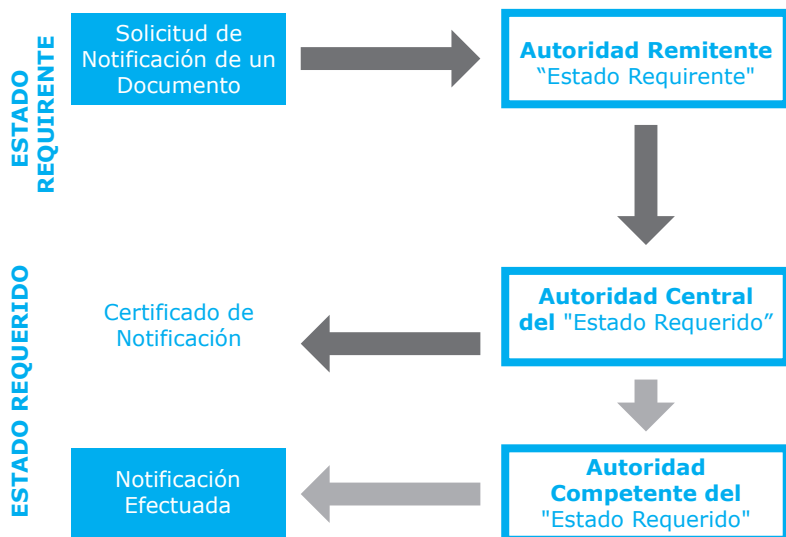 ESTADO
REQUIRENTE
Solicitud de
Notificación de un
Documento
Autoridad Remitente
“Estado Requirente"
ESTADO REQUERIDO
Certificado de
Notificación
Autoridad Central
del "Estado Requerido”
Notificación
Efectuada
Autoridad
Competente del
"Estado Requerido"